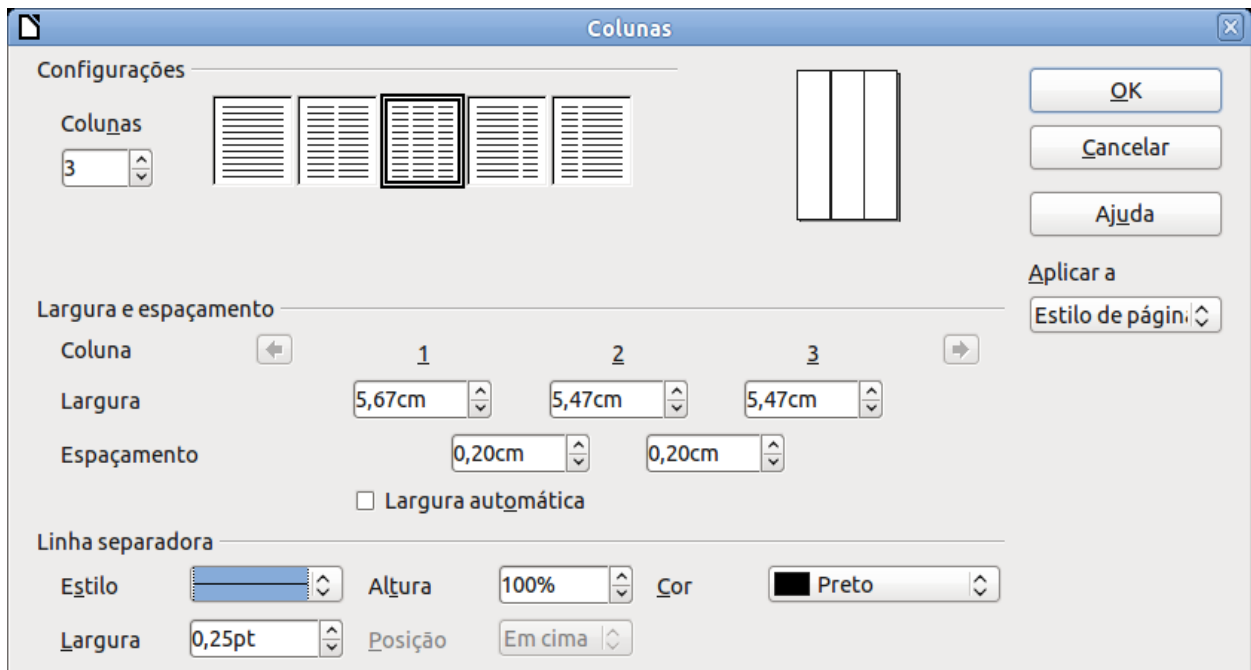 Colunas
Configurações
Colunas
3
OK
Cancelar
Ajuda
Aplicar a
Estilo de página
Largura e espaçamento
Coluna 1 2 3
Largura 5,67cm 5,47cm 5,47cm
Espaçamento 0,20cm 0,20cm
Largura automática
Linha separadora
Estilo Altura 100% Cor Preto
Largura 0,25pt Posição Em cima